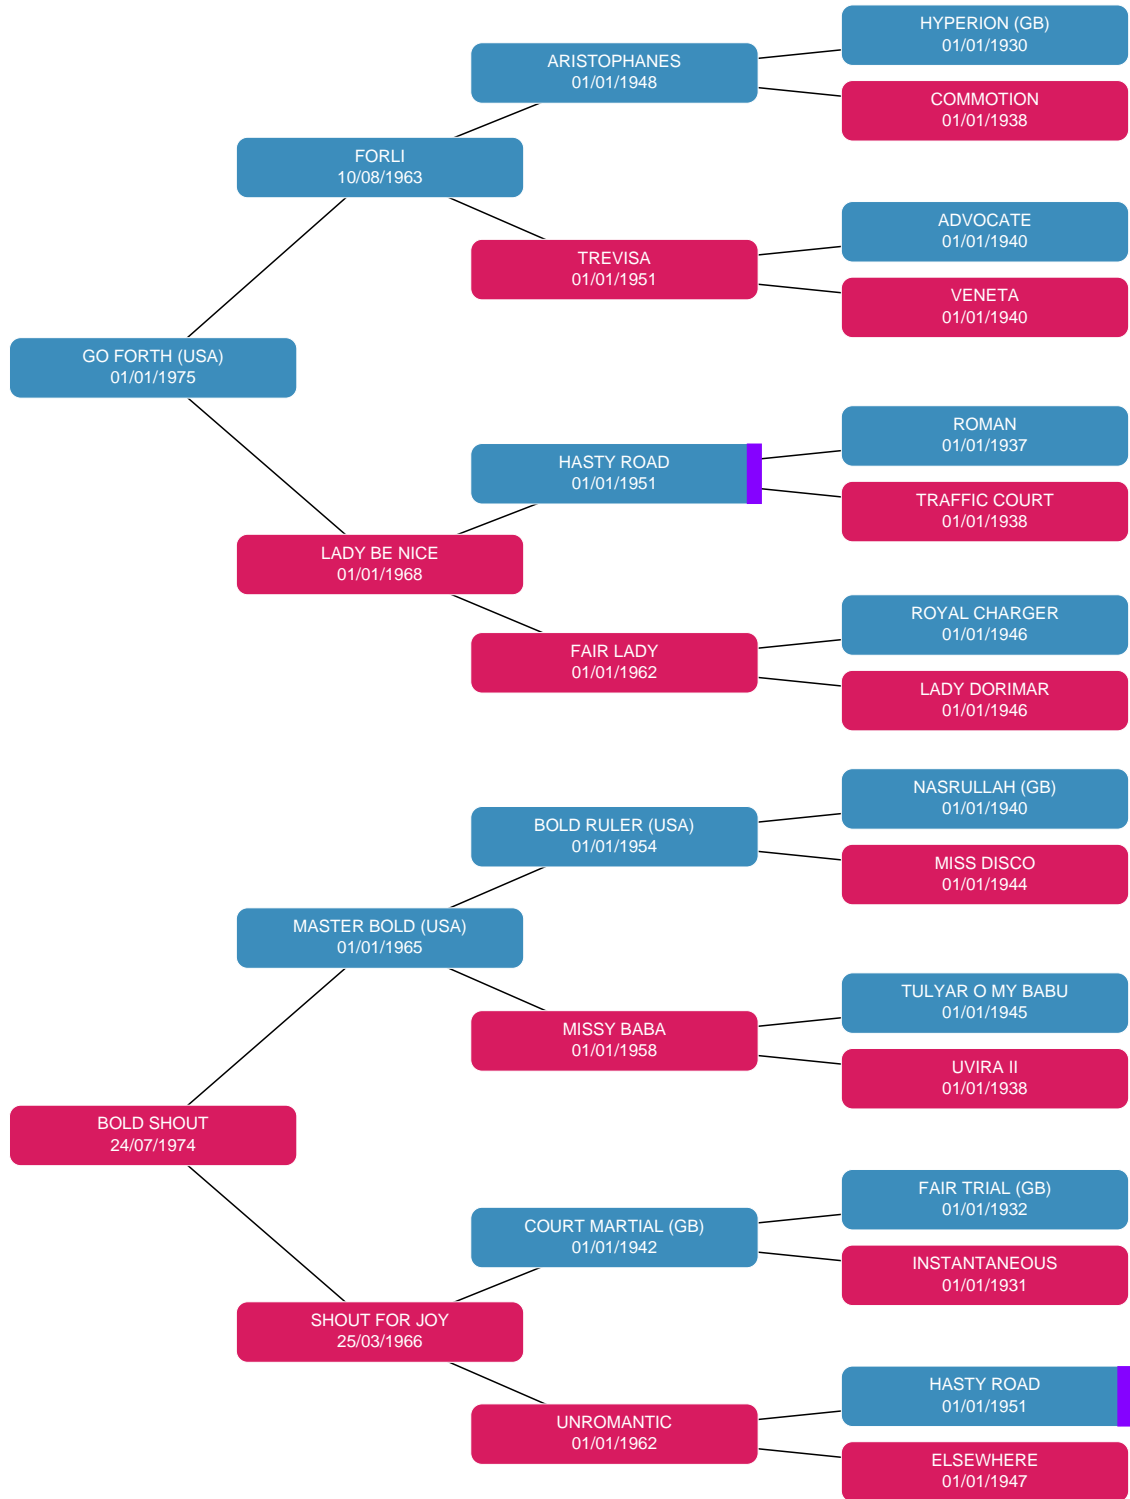 HYPERION (GB)
01/01/1930
ARISTOPHANES
01/01/1948
COMMOTION
01/01/1938
FORLI
10/08/1963
ADVOCATE
01/01/1940
TREVISA
01/01/1951
VENETA
01/01/1940
GO FORTH (USA)
01/01/1975
ROMAN
01/01/1937
HASTY ROAD
01/01/1951
TRAFFIC COURT
01/01/1938
LADY BE NICE
01/01/1968
ROYAL CHARGER
01/01/1946
FAIR LADY
01/01/1962
LADY DORIMAR
01/01/1946
NASRULLAH (GB)
01/01/1940
BOLD RULER (USA)
01/01/1954
MISS DISCO
01/01/1944
MASTER BOLD (USA)
01/01/1965
TULYAR O MY BABU
01/01/1945
MISSY BABA
01/01/1958
UVIRA II
01/01/1938
BOLD SHOUT
24/07/1974
FAIR TRIAL (GB)
01/01/1932
COURT MARTIAL (GB)
01/01/1942
INSTANTANEOUS
01/01/1931
SHOUT FOR JOY
25/03/1966
HASTY ROAD
01/01/1951
UNROMANTIC
01/01/1962
ELSEWHERE
01/01/1947